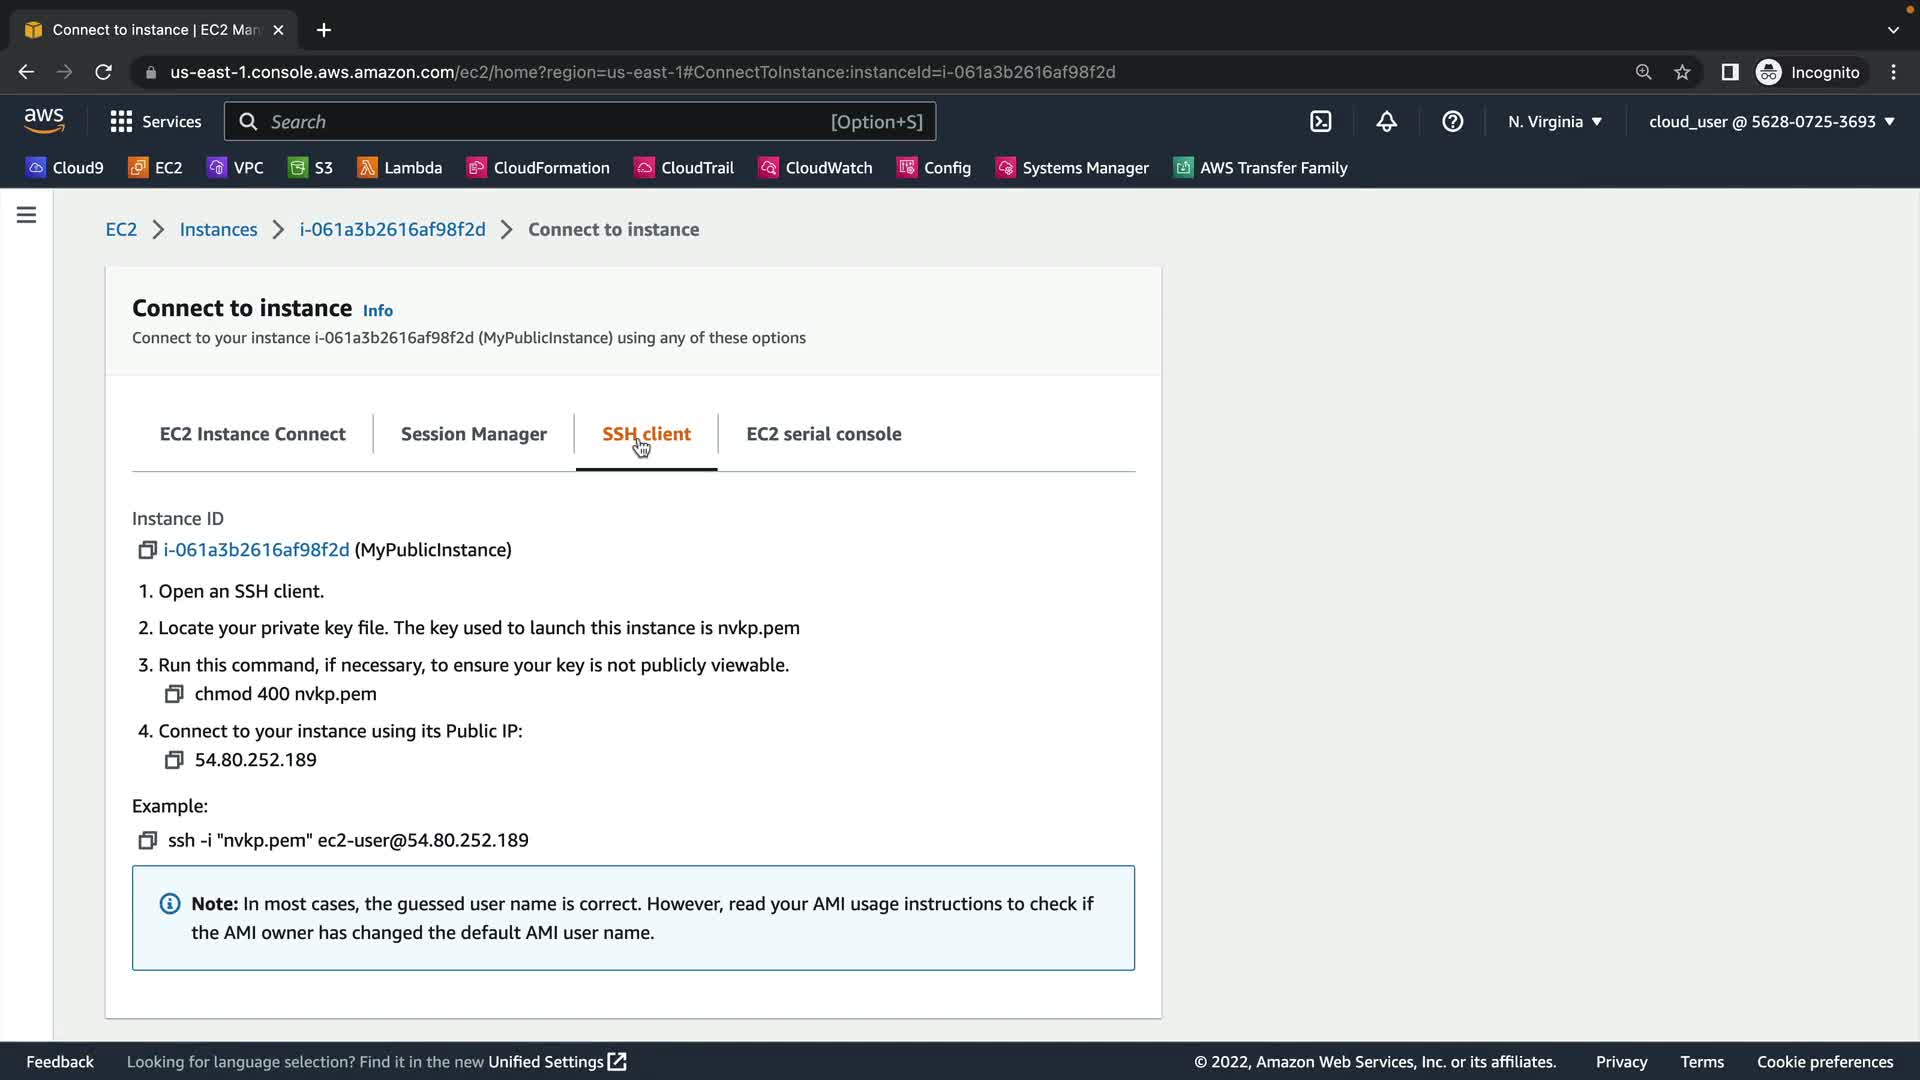 Connect to instance | EC2 Man
us-east-1.console.aws.amazon.com/ec2/home?region=us-east-1#ConnectToInstance:instanceId=i-061a3b2616af98f2d
Incognito
aws
Services
Search
[Option+S]
N. Virginia
cloud_user @ 5628-0725-3693
Cloud9
EC2
VPC
S3
Lambda
CloudFormation
CloudTrail
CloudWatch
Config
Systems Manager
AWS Transfer Family
EC2 > Instances > i-061a3b2616af98f2d > Connect to instance
Connect to instance Info
Connect to your instance i-061a3b2616af98f2d (MyPublicInstance) using any of these options
EC2 Instance Connect
Session Manager
SSH client
EC2 serial console
Instance ID
i-061a3b2616af98f2d (MyPublicInstance)
1. Open an SSH client.
2. Locate your private key file. The key used to launch this instance is nvkp.pem
3. Run this command, if necessary, to ensure your key is not publicly viewable.
chmod 400 nvkp.pem
4. Connect to your instance using its Public IP:
54.80.252.189
Example:
ssh -i "nvkp.pem" ec2-user@54.80.252.189
Note: In most cases, the guessed user name is correct. However, read your AMI usage instructions to check if
the AMI owner has changed the default AMI user name.
Feedback
Looking for language selection? Find it in the new Unified Settings
© 2022, Amazon Web Services, Inc. or its affiliates.
Privacy
Terms
Cookie preferences